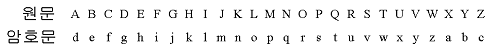 원문 A B C D E F G H I J K L M N O P Q R S T U V W X Y Z
암호문 d e f g h i j k l m n o p q r s t u v w x y z a b c